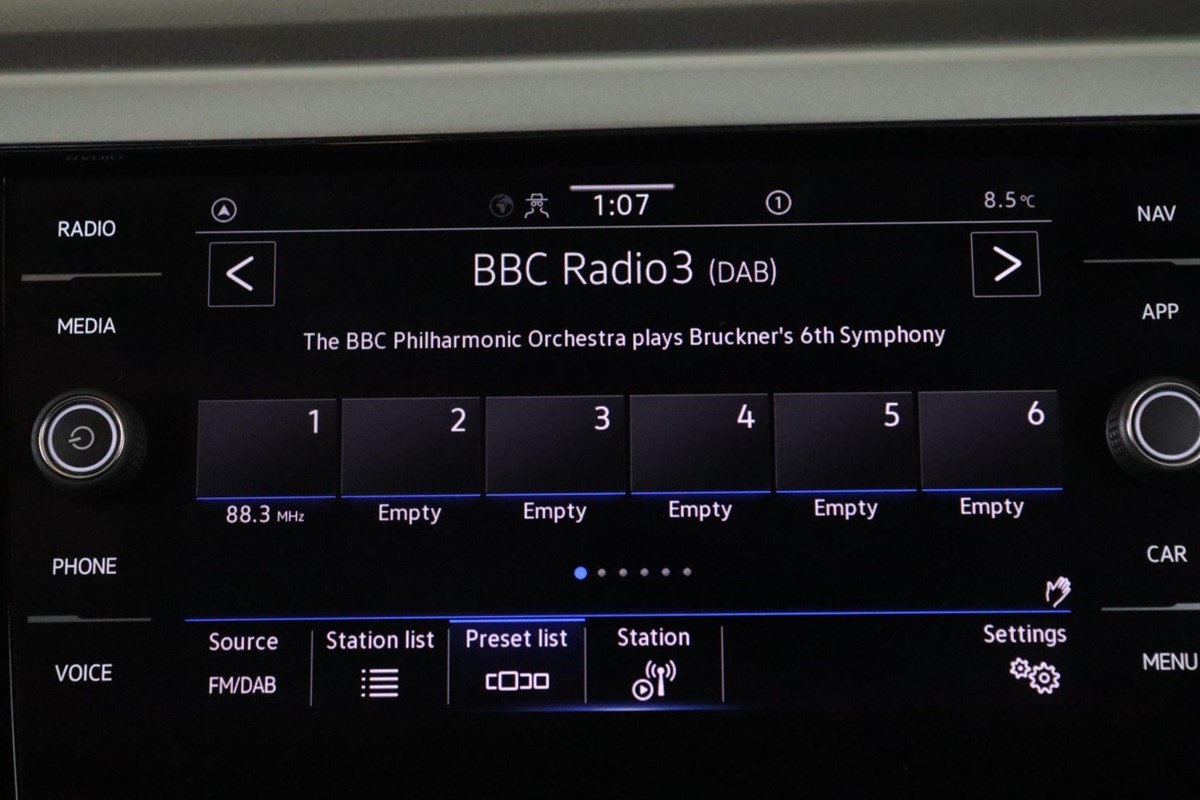 RADIO
MEDIA
PHONE
VOICE
1:07
1
8.5°C
<
BBC Radio3 (DAB)
>
The BBC Philharmonic Orchestra plays Bruckner's 6th Symphony
1 2 3 4 5 6
88.3 MHz Empty Empty Empty Empty Empty
Source Station list Preset list Station Settings
FM/DAB
NAV
APP
CAR
MENU